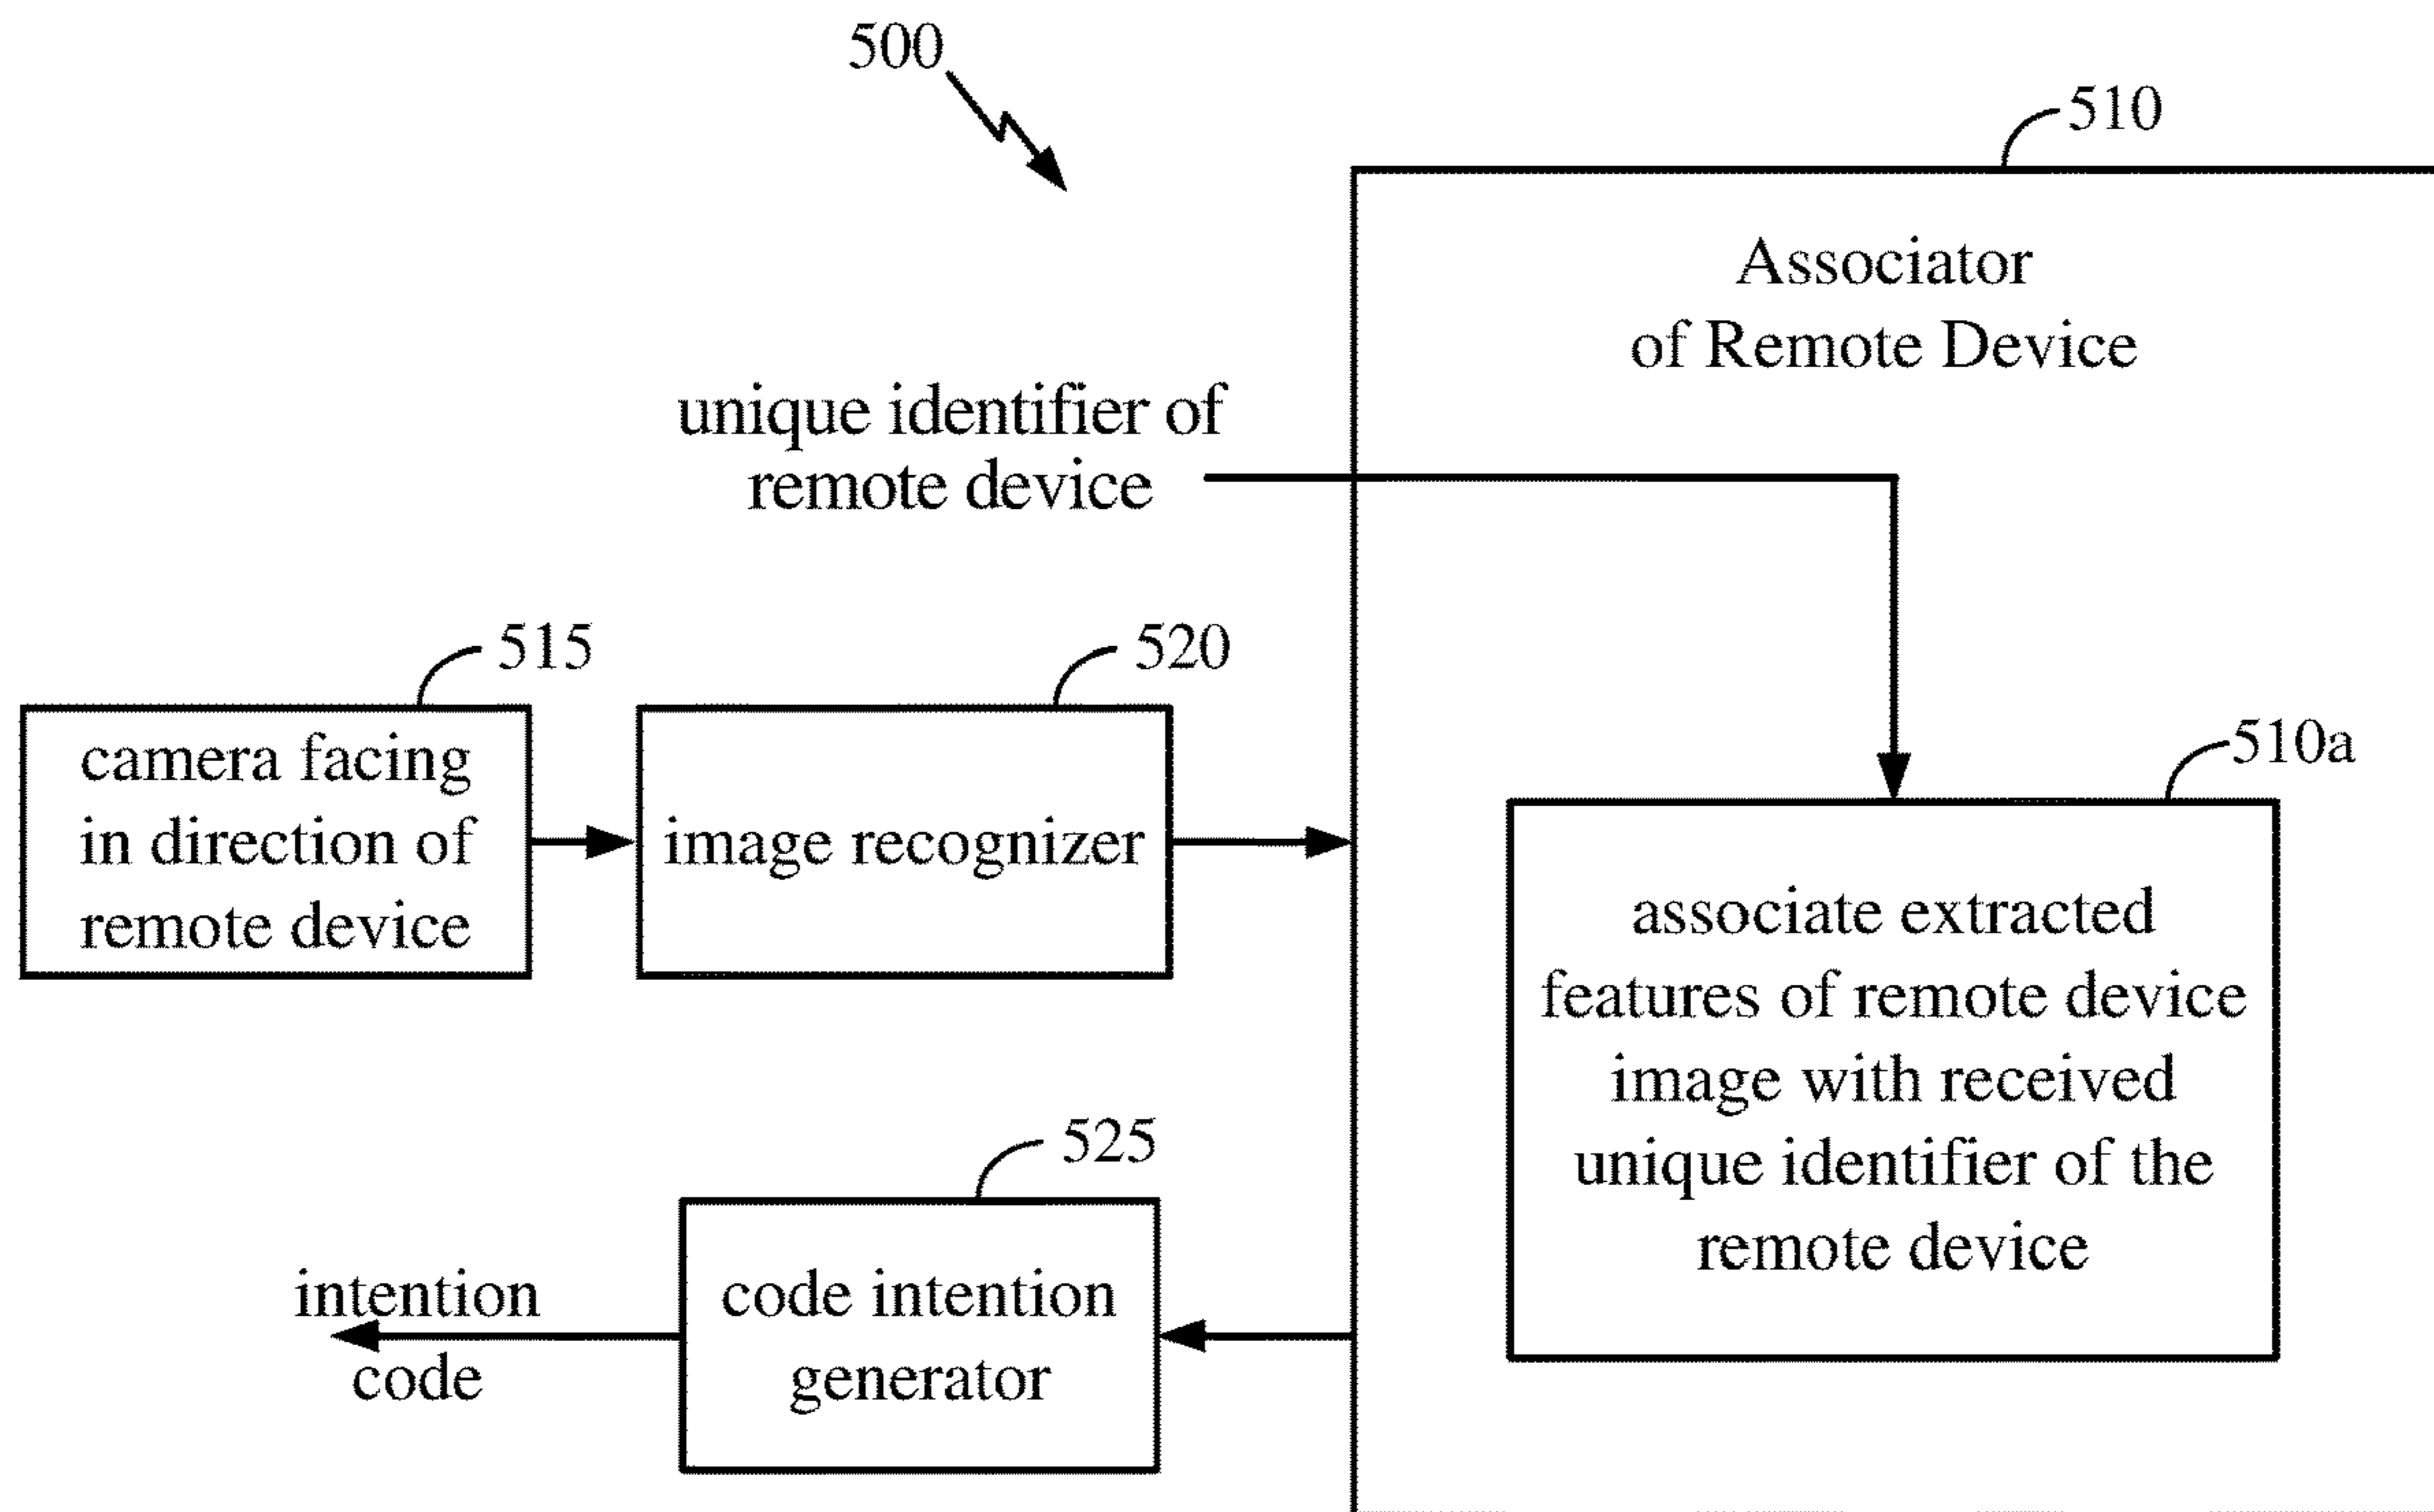 500
510
Associator
of Remote Device
unique identifier of
remote device
515
520
camera facing
in direction of
remote device
image recognizer
510a
associate extracted
features of remote device
image with received
unique identifier of the
remote device
525
code intention
generator
intention
code